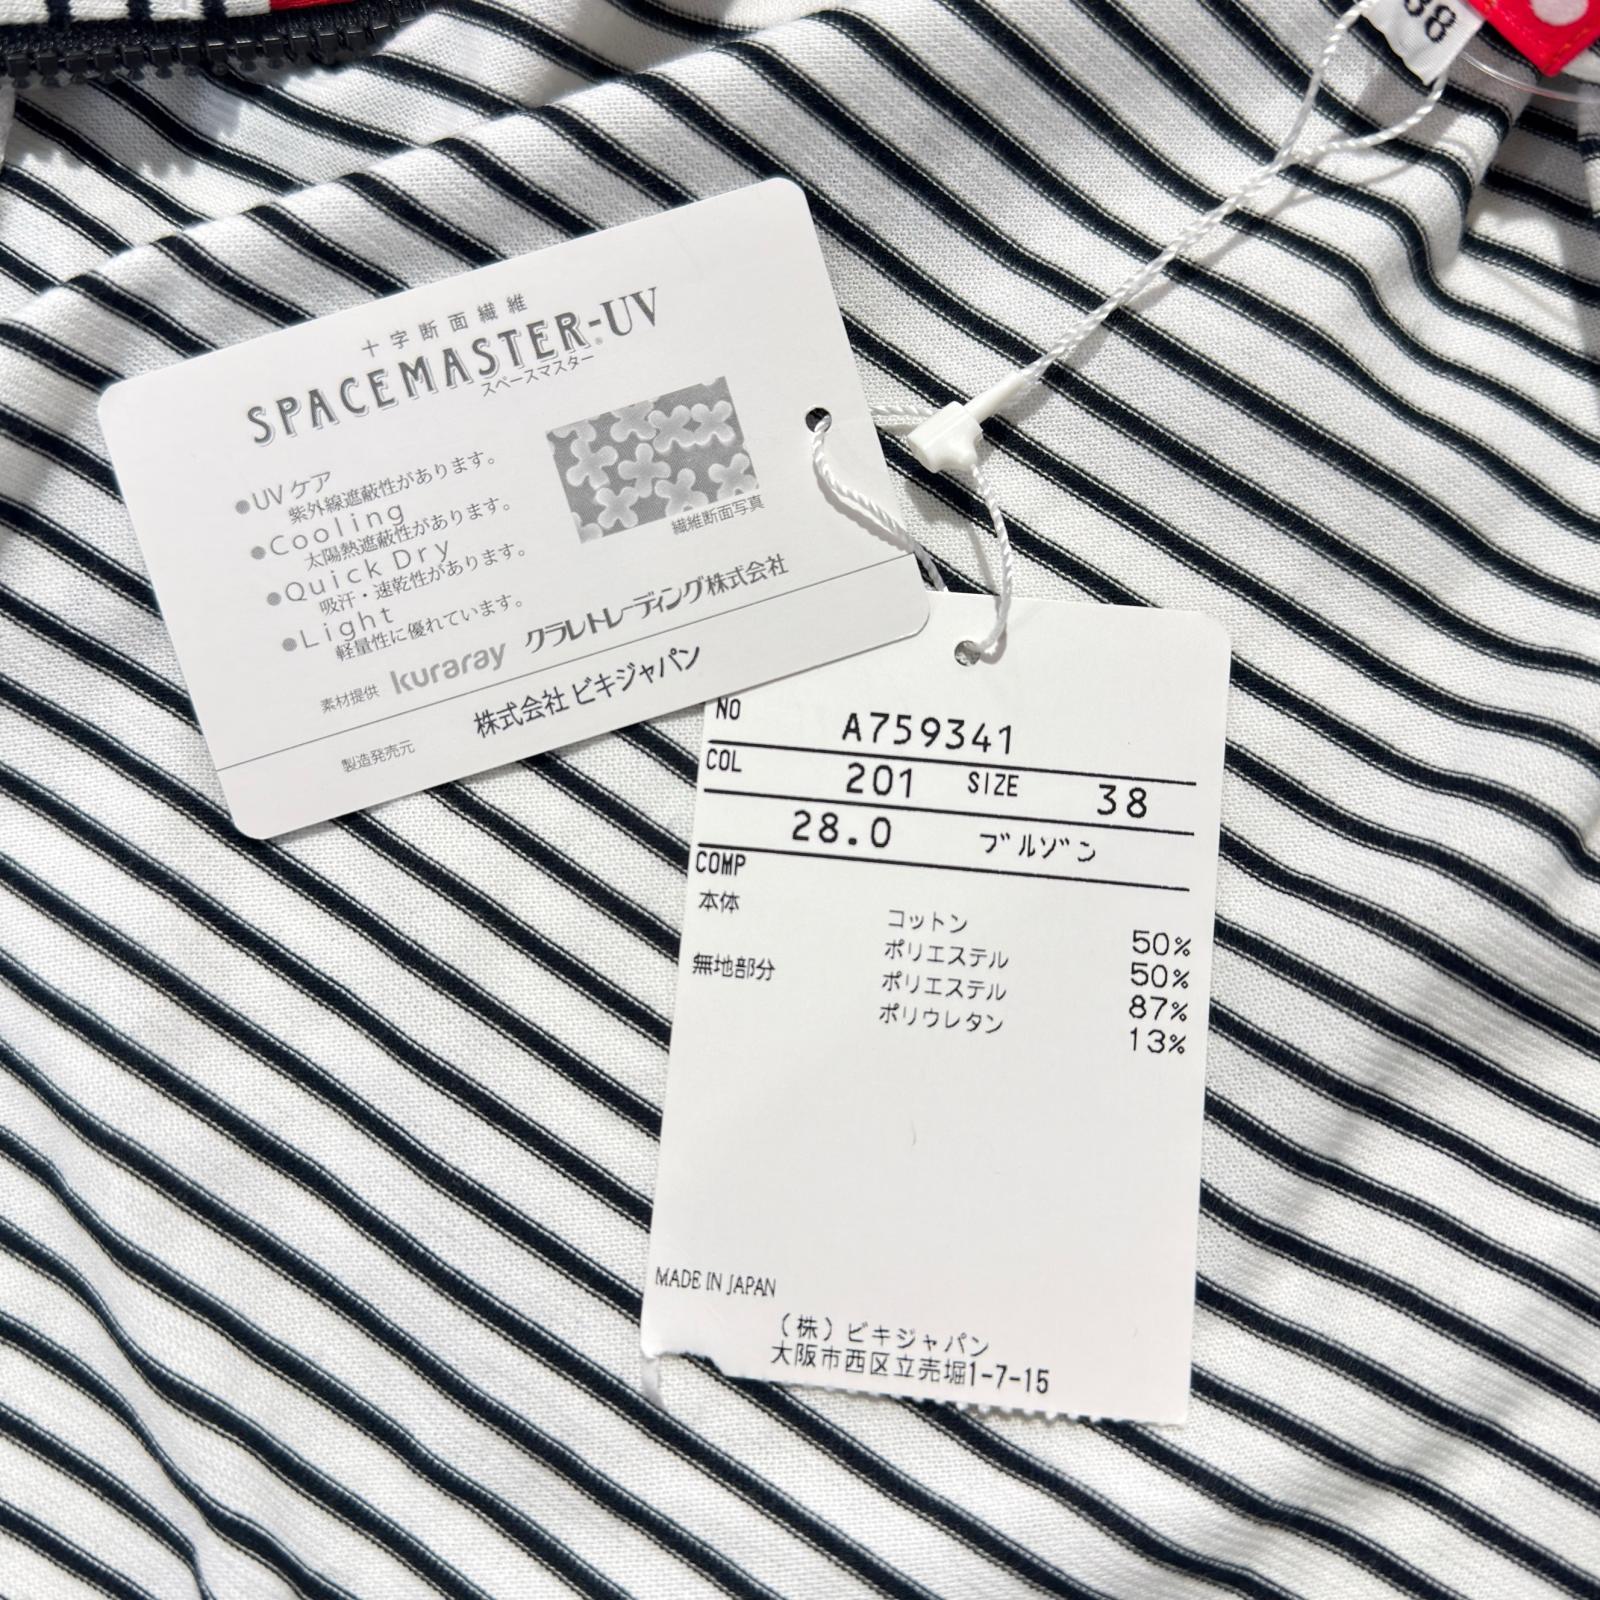 38
十字断面繊維
SPACEMASTER-UV
スペースマスター®
●UVケア
紫外線遮蔽性があります。
●Cooling
太陽熱遮蔽性があります。
●Quick Dry
吸汗・速乾性があります。
●Light
軽量性に優れています。
繊維断面写真
素材提供 kuraray クラレトレーディング株式会社
製造発売元 株式会社 ビキジャパン
NO A759341
COL 201 SIZE 38
28.0 ブルゾン
COMP
本体 コットン 50%
ポリエステル 50%
無地部分 ポリエステル 87%
ポリウレタン 13%
MADE IN JAPAN
(株)ビキジャパン
大阪市西区立売堀1-7-15